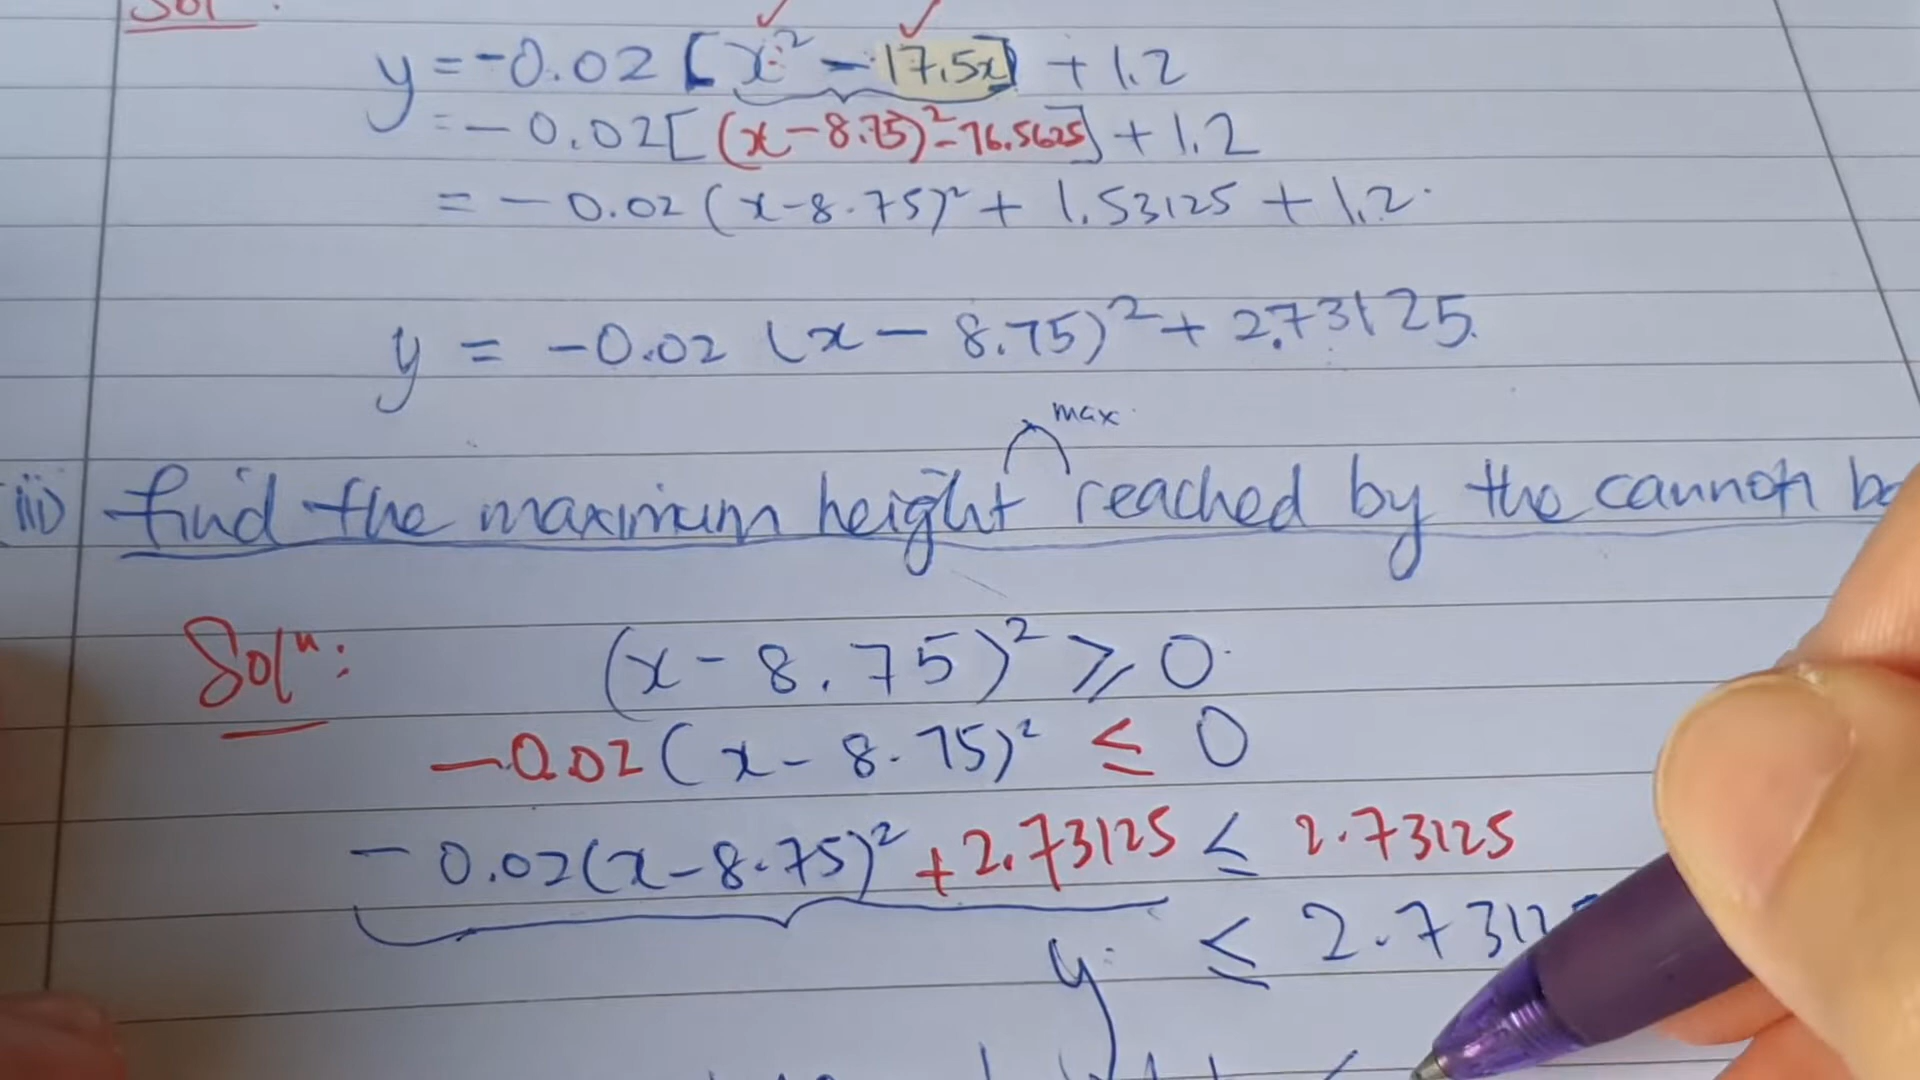 Sol
y = -0.02 [x² - 17.5x] + 1.2
= -0.02[(x-8.75)² - 76.5625] + 1.2
= -0.02 (x-8.75)² + 1.53125 + 1.2.
y = -0.02 (x - 8.75)² + 2.73125.
max.
iii) find the maximum height reached by the cannon ba
Solⁿ:
(x - 8.75)² ⩾ 0
-0.02 (x - 8.75)² ≤ 0
-0.02(x-8.75)² + 2.73125 ≤ 2.73125
y ≤ 2.7312